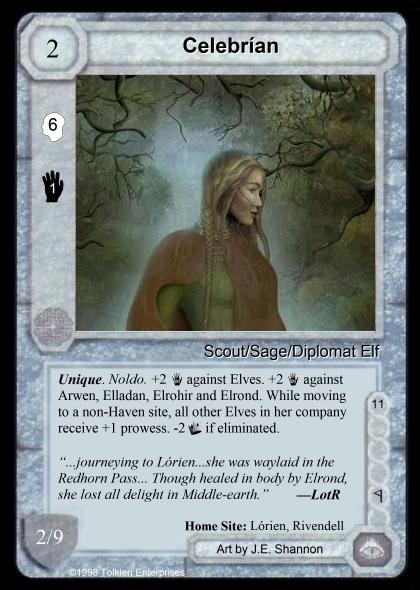 2
Celebrían
6
1
Scout/Sage/Diplomat Elf
Unique. Noldo. +2 against Elves. +2 against
Arwen, Elladan, Elrohir and Elrond. While moving
to a non-Haven site, all other Elves in her company
receive +1 prowess. -2 if eliminated.
11
“...journeying to Lórien...she was waylaid in the
Redhorn Pass... Though healed in body by Elrond,
she lost all delight in Middle-earth.” —LotR
Home Site: Lórien, Rivendell
2/9
Art by J.E. Shannon
©1998 Tolkien Enterprises